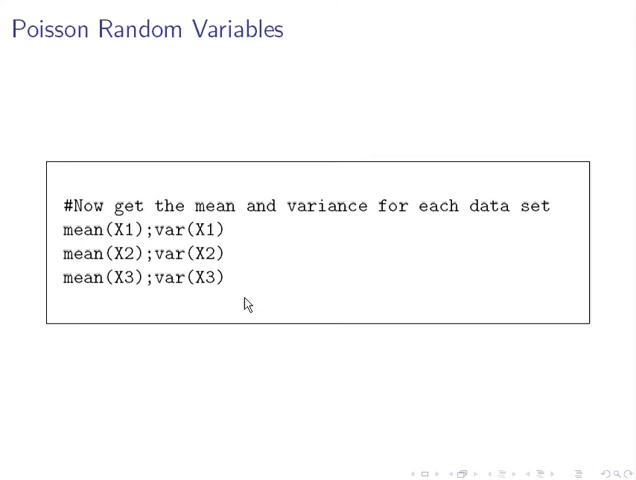 Poisson Random Variables
#Now get the mean and variance for each data set
mean(X1);var(X1)
mean(X2);var(X2)
mean(X3);var(X3)